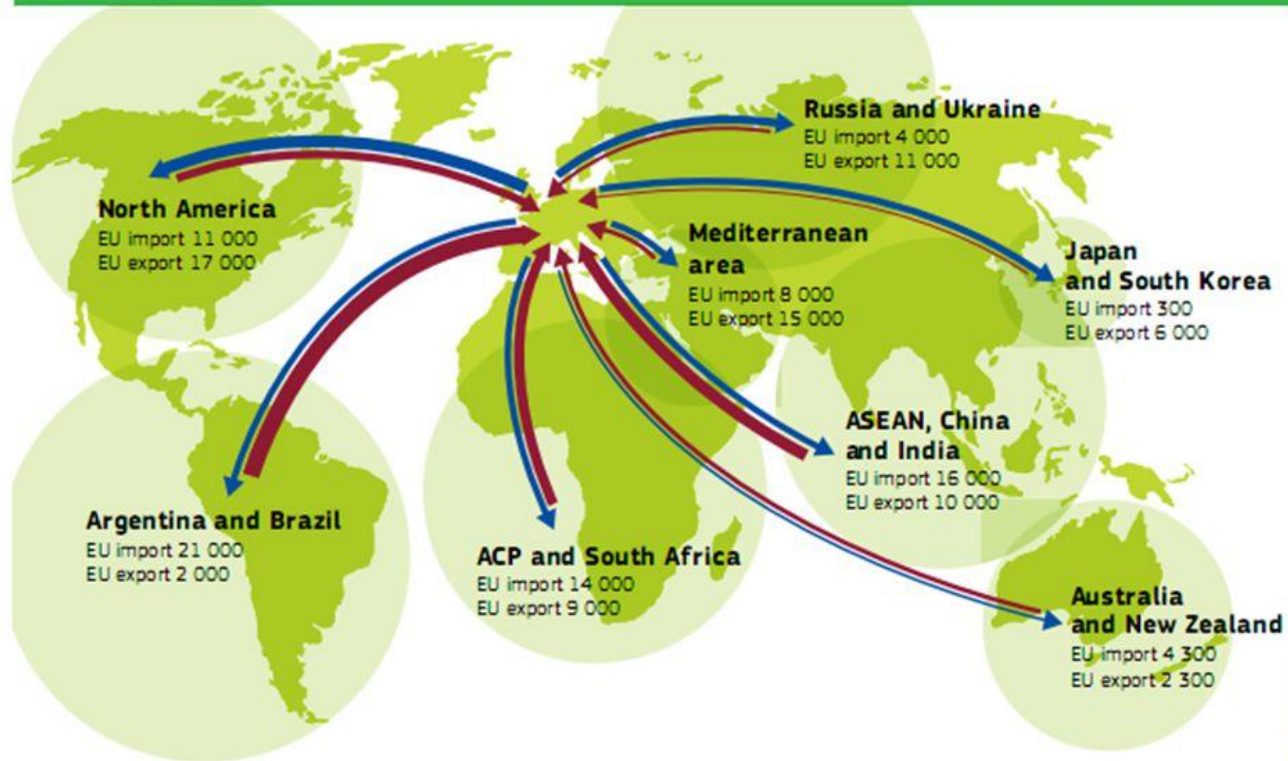 Russia and Ukraine
EU import 4 000
EU export 11 000
North America
EU import 11 000
EU export 17 000
Mediterranean
area
EU import 8 000
EU export 15 000
Japan
and South Korea
EU import 300
EU export 6 000
ASEAN, China
and India
EU import 16 000
EU export 10 000
Argentina and Brazil
EU import 21 000
EU export 2 000
ACP and South Africa
EU import 14 000
EU export 9 000
Australia
and New Zealand
EU import 4 300
EU export 2 300